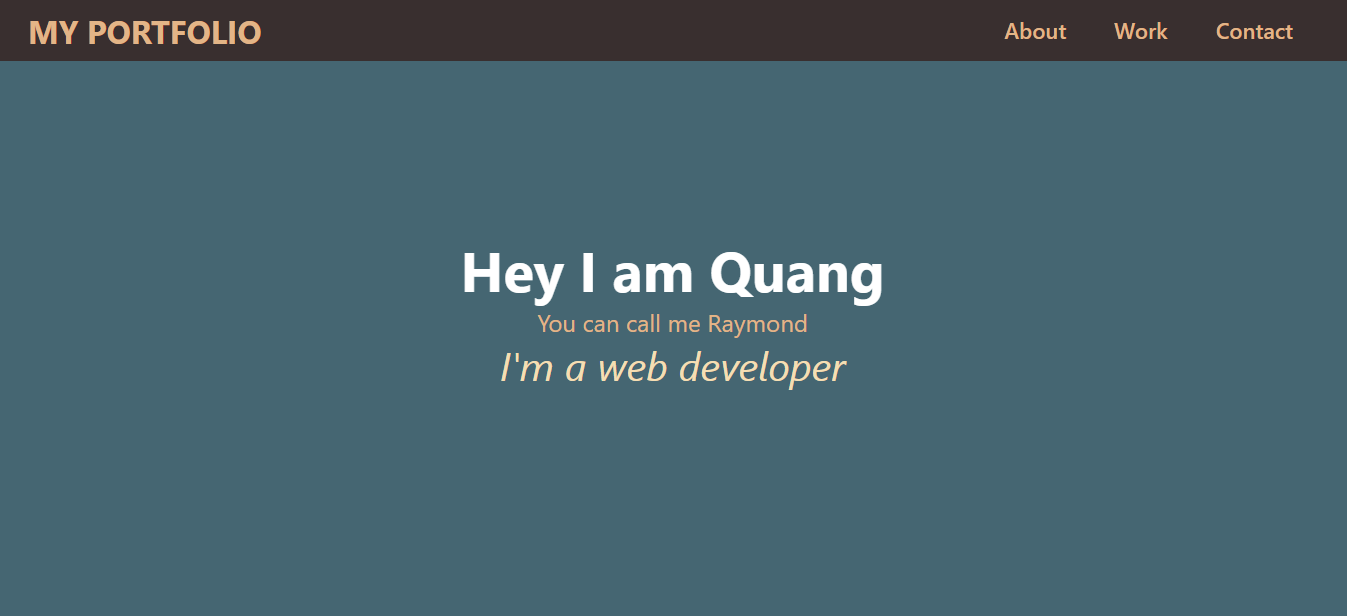 MY PORTFOLIO
About Work Contact
Hey I am Quang
You can call me Raymond
I'm a web developer